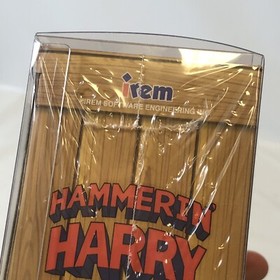 irem
IREM SOFTWARE ENGINEERING
HAMMERIN'
HARRY